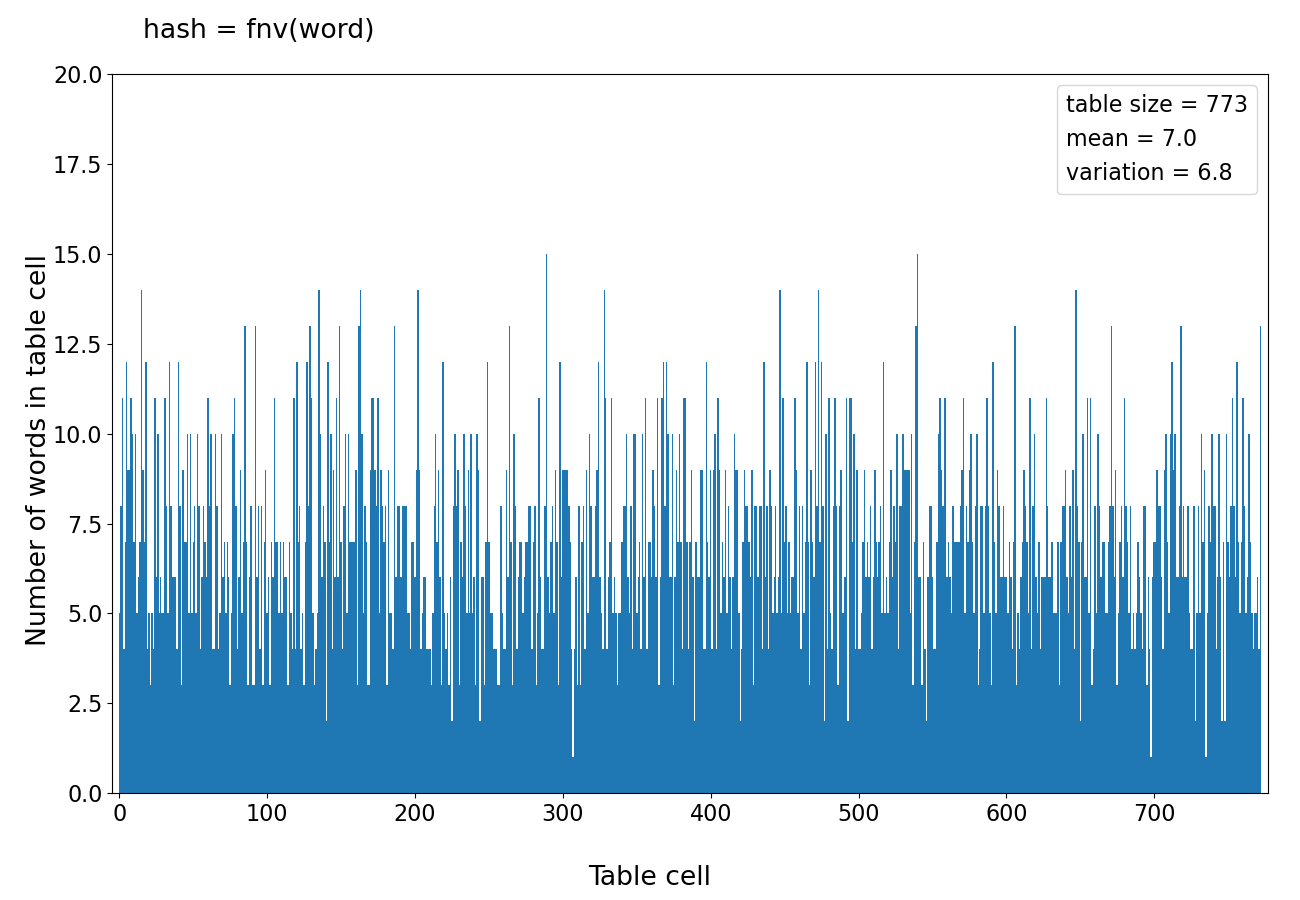 hash = fnv(word)
20.0
17.5
15.0
12.5
10.0
7.5
5.0
2.5
0.0
Number of words in table cell
table size = 773
mean = 7.0
variation = 6.8
0 100 200 300 400 500 600 700
Table cell